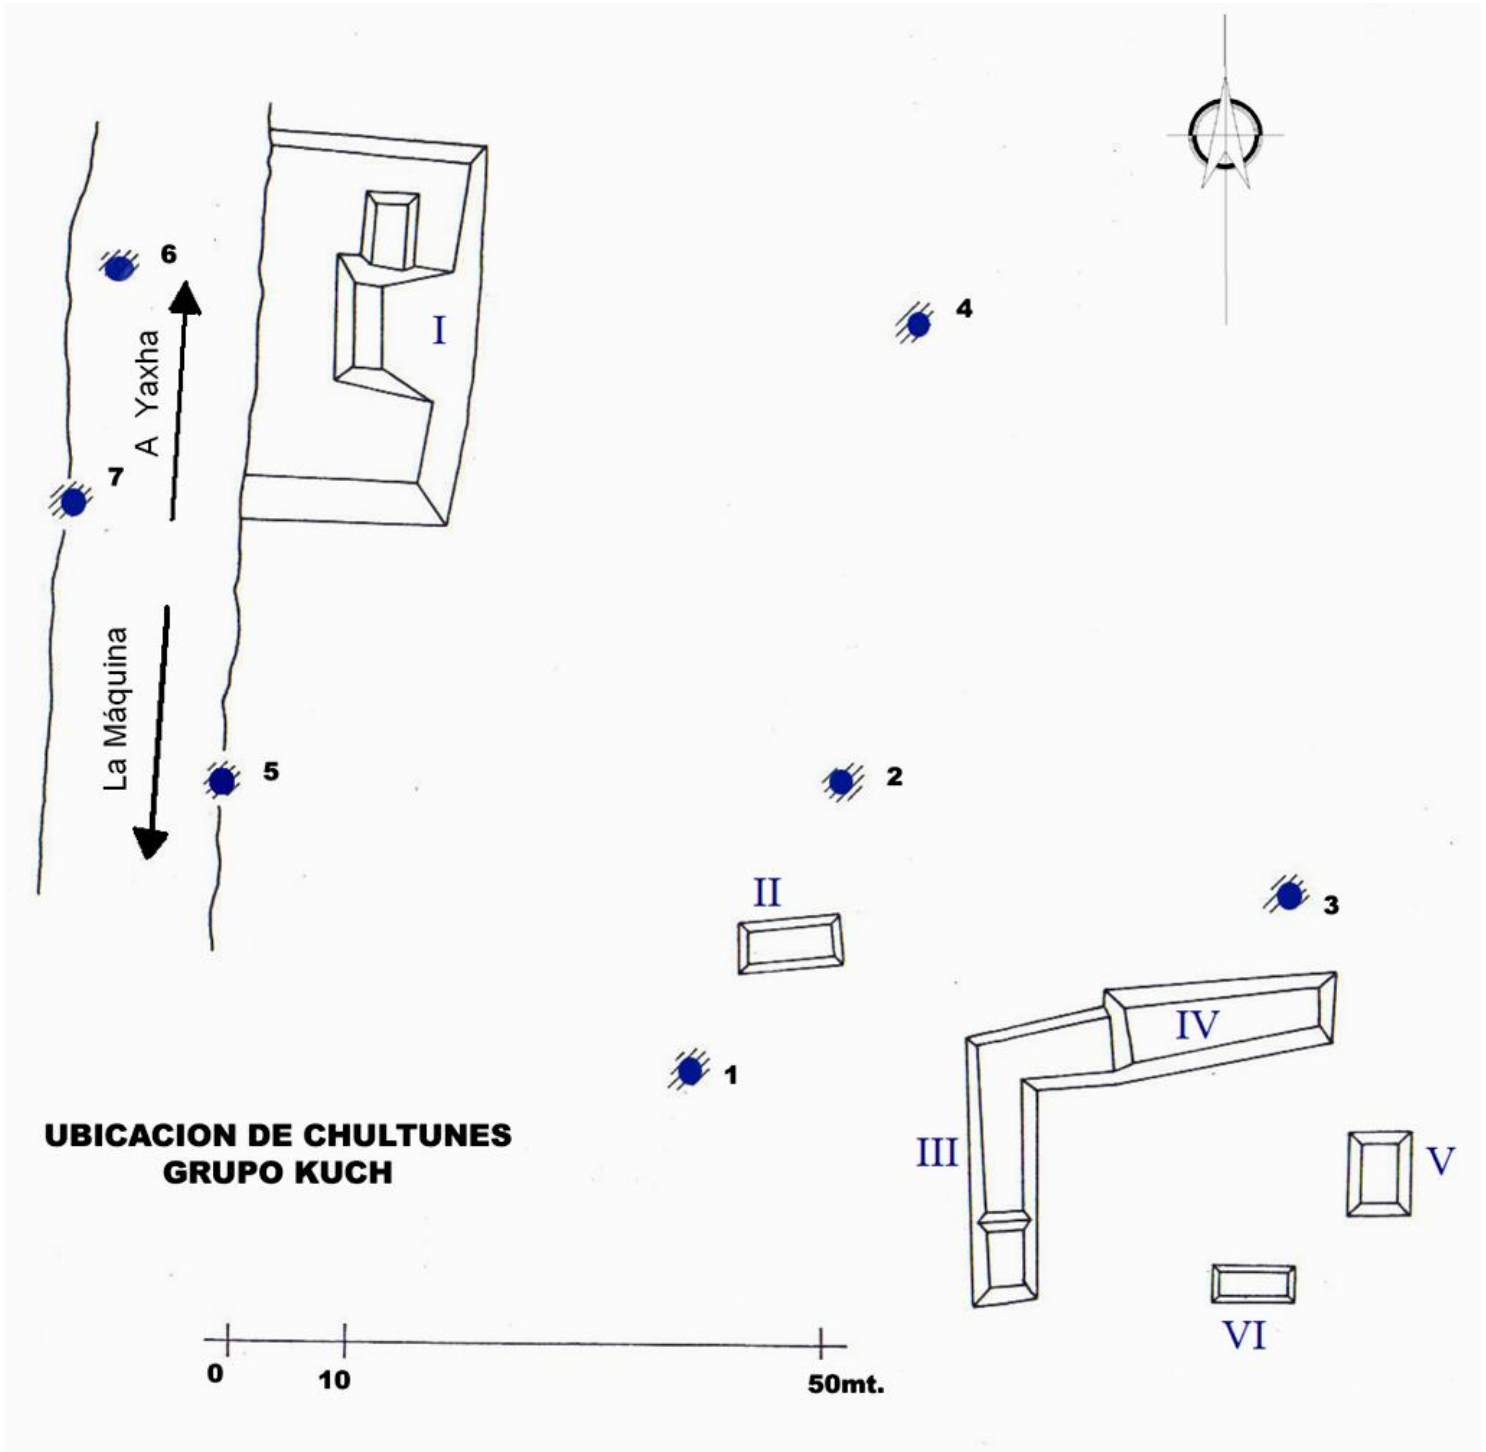 6
A Yaxha
7
I
4
La Máquina
5
2
II
3
IV
1
UBICACION DE CHULTUNES
GRUPO KUCH
III
V
VI
0
10
50mt.